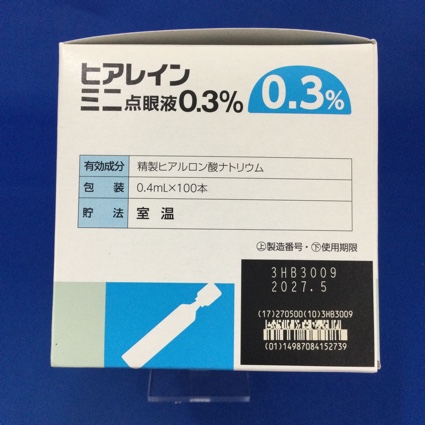 ヒアレイン
ミニ点眼液0.3%
0.3%
有効成分 精製ヒアルロン酸ナトリウム
包装 0.4mL×100本
貯法 室温
㊤製造番号・㊦使用期限
3HB3009
2027.5
(17)270500(10)3HB3009
(01)14987084152739